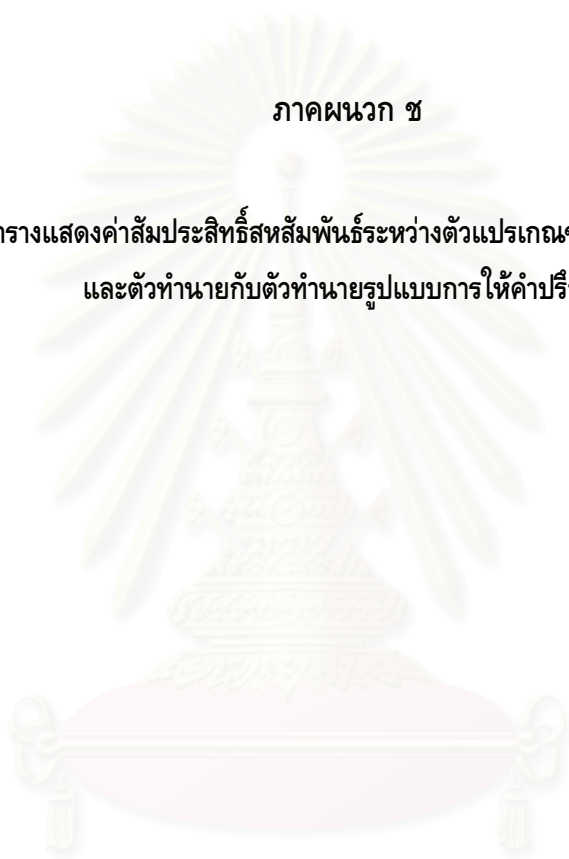 ภาคผนวก ช
ตารางแสดงค่าสัมประสิทธิ์สหสัมพันธ์ระหว่างตัวแปรเกณฑ์
และตัวทำนายกับตัวทำนายรูปแบบการให้คำ